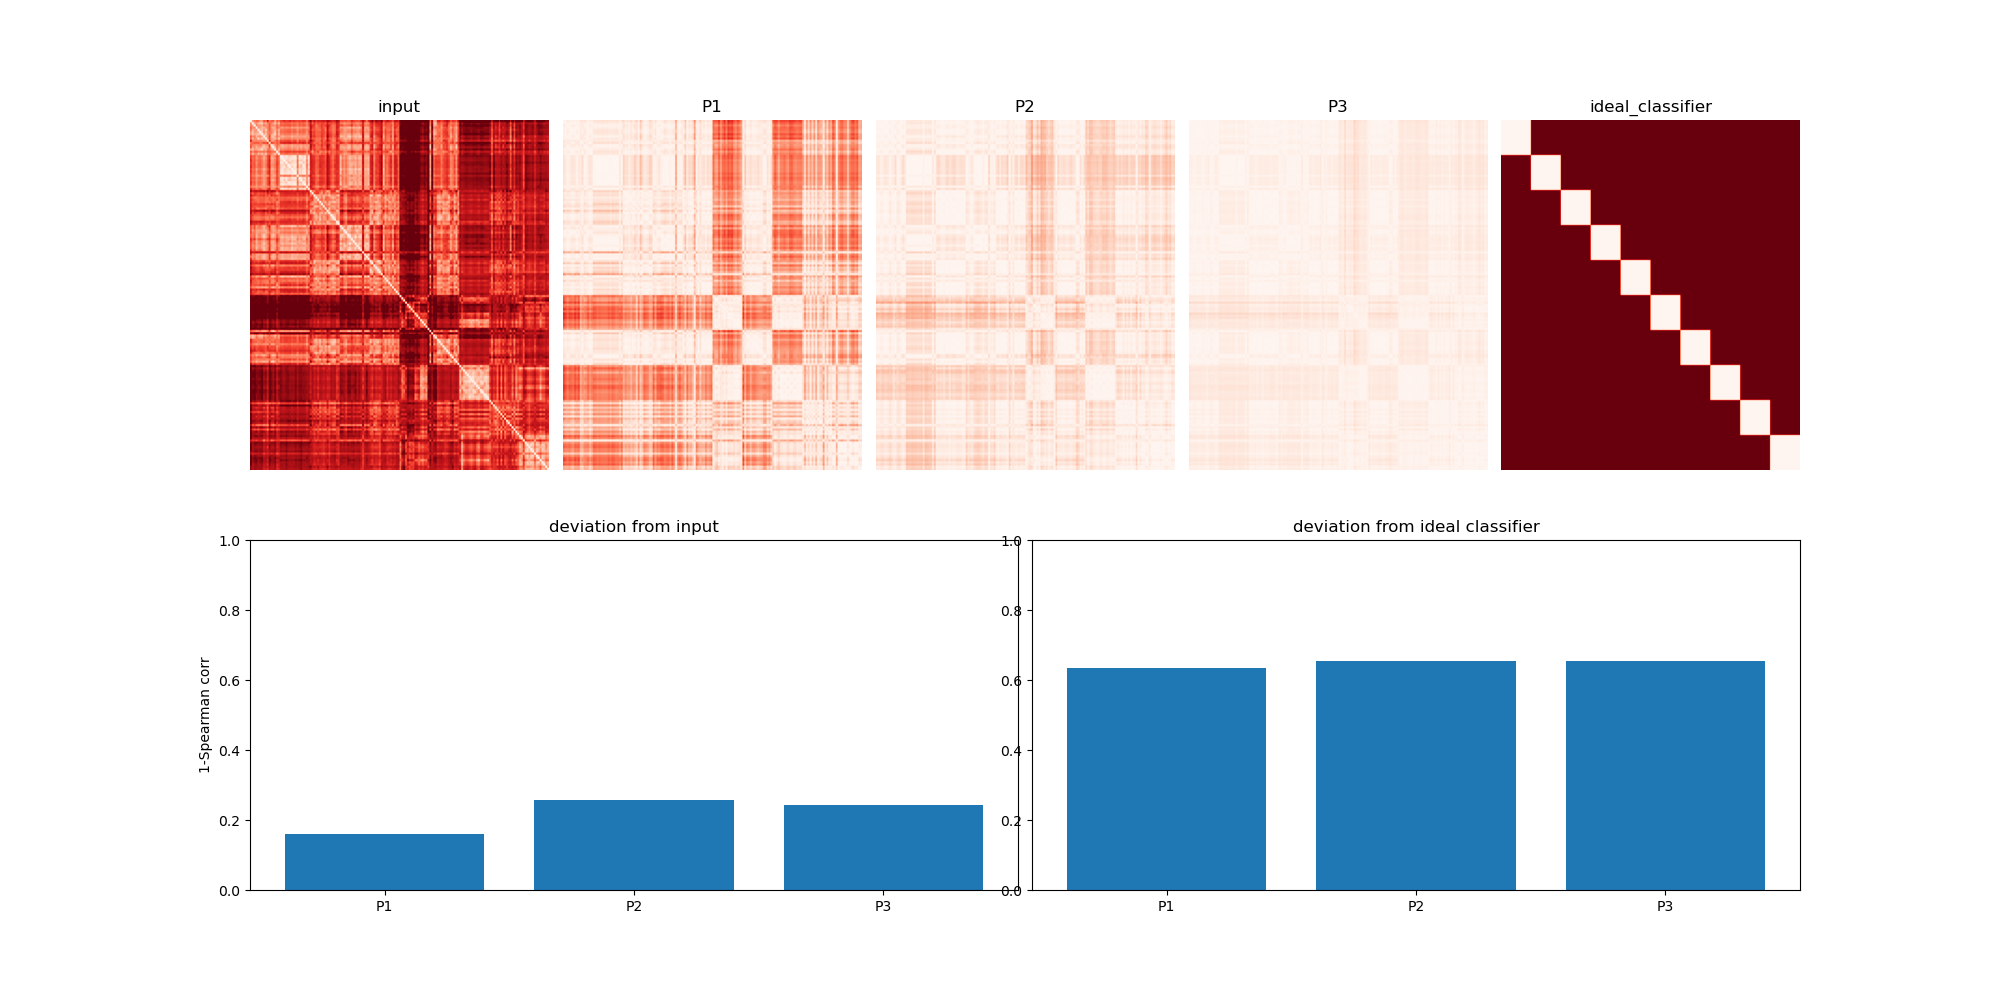 input P1 P2 P3 ideal_classifier
deviation from input deviation from ideal classifier
1-Spearman corr
1.0
0.8
0.6
0.4
0.2
0.0
P1 P2 P3
1.0
0.8
0.6
0.4
0.2
0.0
P1 P2 P3